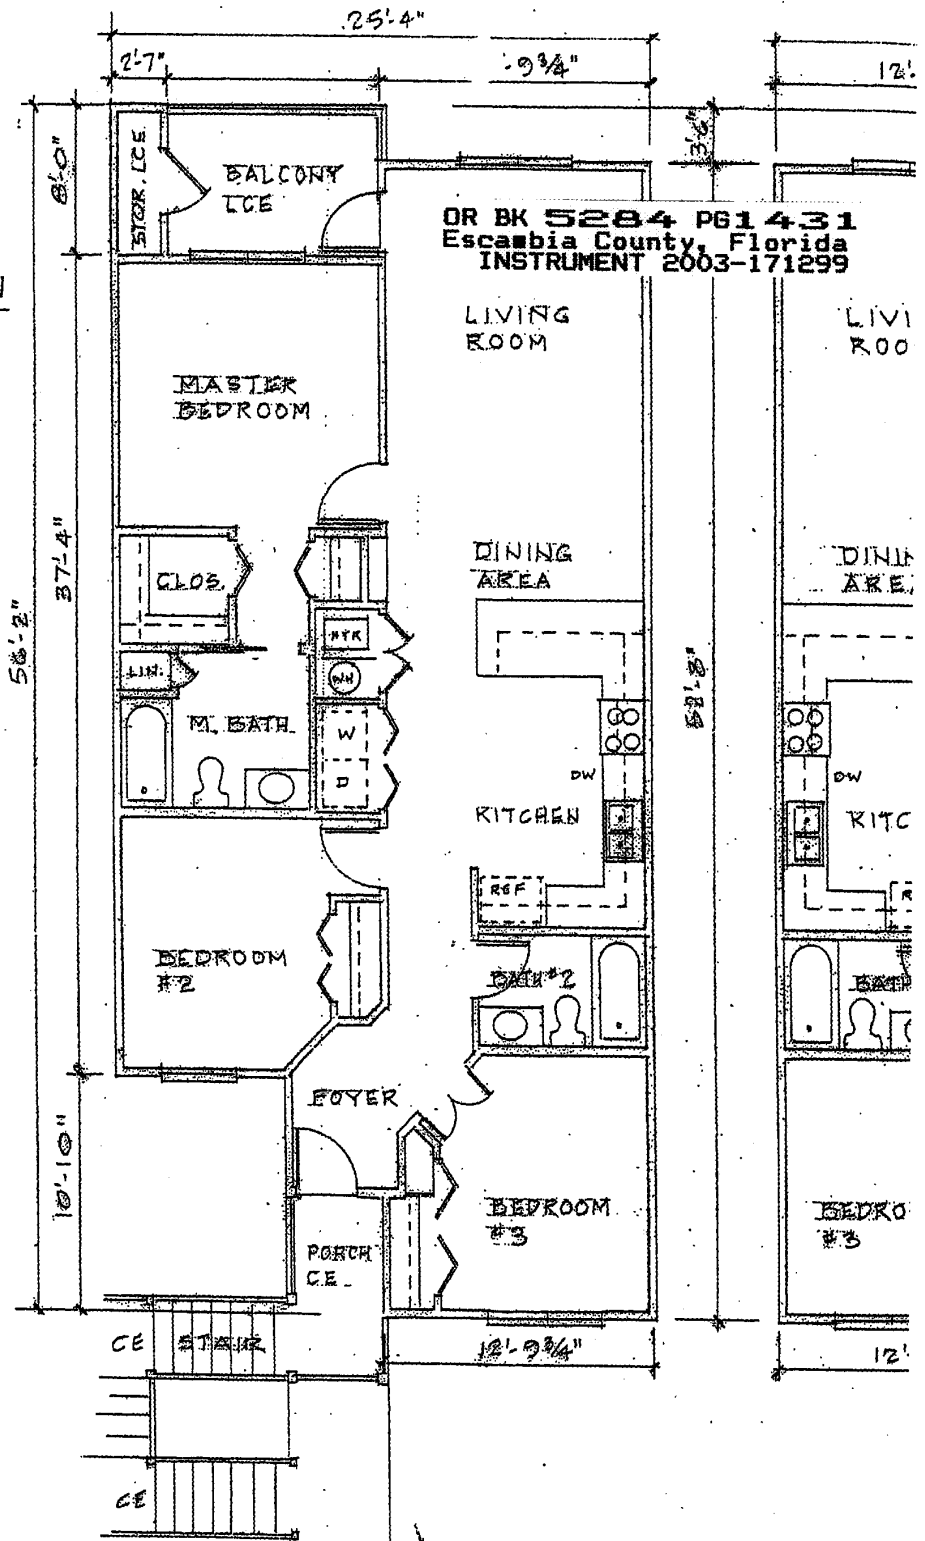 25'-4"
2'-7"
-9 3/4"
12'-
8'-0"
3'-6"
STOR. LCE
BALCONY
LCE
OR BK 5284 PG1431
Escambia County, Florida
INSTRUMENT 2003-171299
LIVING
ROOM
LIVI
ROO
MASTER
BEDROOM
37'-4"
56'-2"
52'-8"
CLOS.
DINING
AREA
DININ
AREA
HTR
WH
LIN.
M. BATH
W
D
DW
DW
KITCHEN
KITC
REF
R
BEDROOM
#2
BATH #2
BATH
FOYER
10'-10"
BEDROOM
#3
BEDRO
#3
PORCH
CE
CE STAIR
12'-9 3/4"
12'-
CE